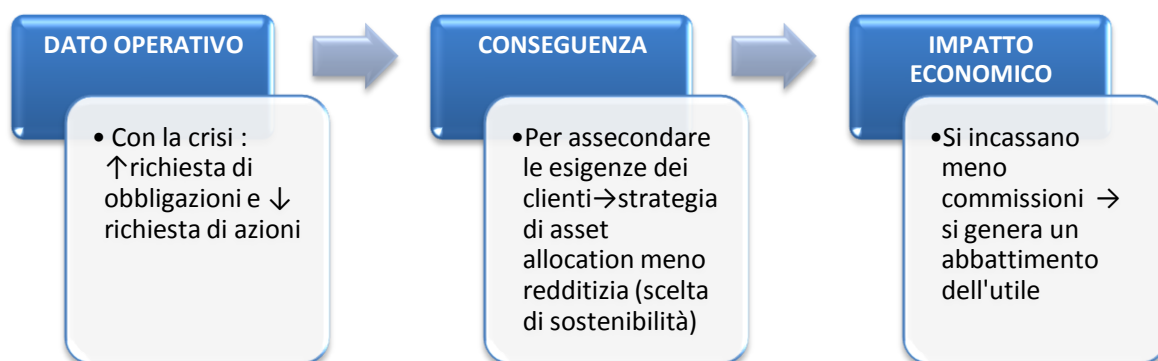 DATO OPERATIVO
• Con la crisi :
↑richiesta di
obbligazioni e ↓
richiesta di azioni
CONSEGUENZA
•Per assecondare
le esigenze dei
clienti→strategia
di asset
allocation meno
redditizia (scelta
di sostenibilità)
IMPATTO
ECONOMICO
•Si incassano
meno
commissioni →
si genera un
abbattimento
dell'utile